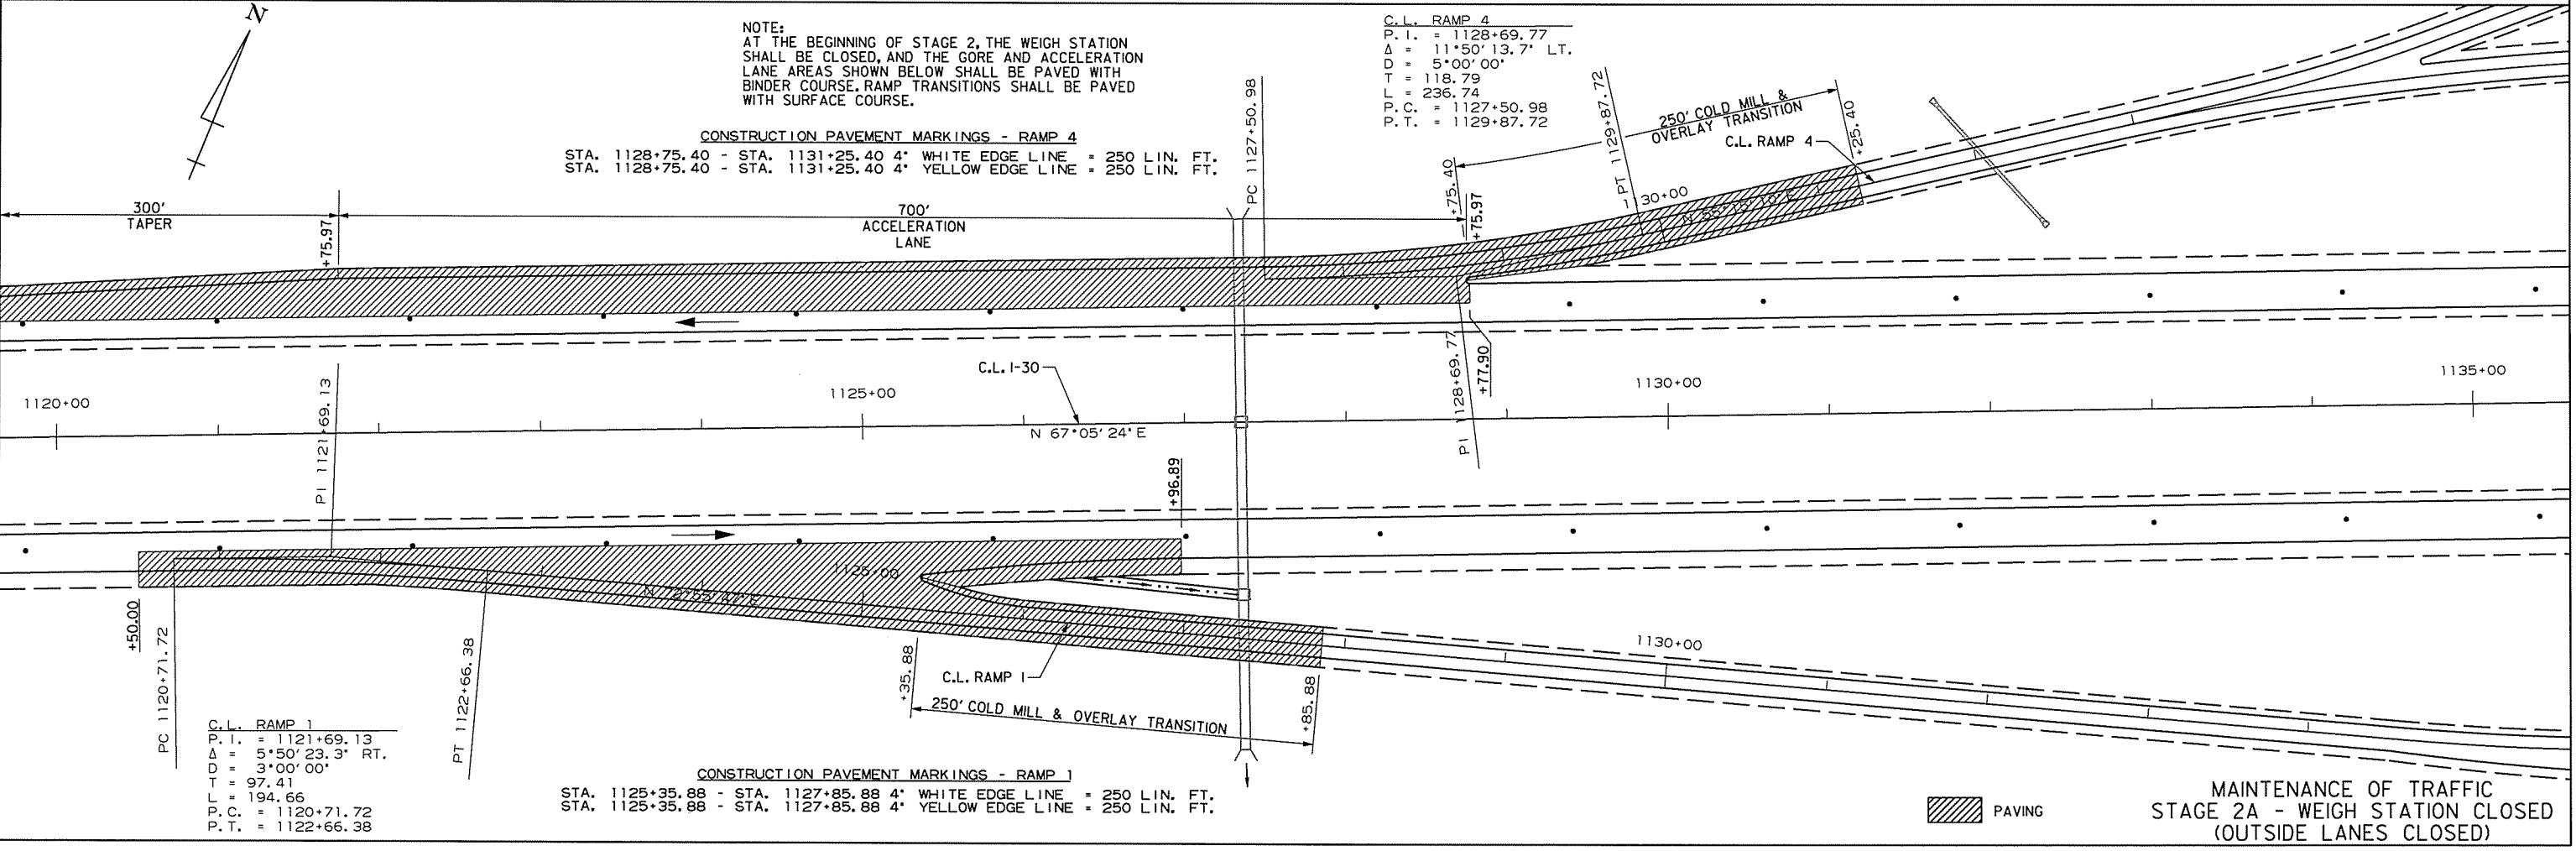 N
NOTE:
AT THE BEGINNING OF STAGE 2, THE WEIGH STATION
SHALL BE CLOSED, AND THE GORE AND ACCELERATION
LANE AREAS SHOWN BELOW SHALL BE PAVED WITH
BINDER COURSE. RAMP TRANSITIONS SHALL BE PAVED
WITH SURFACE COURSE.
CONSTRUCTION PAVEMENT MARKINGS - RAMP 4
STA. 1128+75.40 - STA. 1131+25.40 4" WHITE EDGE LINE = 250 LIN. FT.
STA. 1128+75.40 - STA. 1131+25.40 4" YELLOW EDGE LINE = 250 LIN. FT.
C.L. RAMP 4
P.I. = 1128+69.77
Δ = 11°50'13.7" LT.
D = 5°00'00"
T = 118.79
L = 236.74
P.C. = 1127+50.98
P.T. = 1129+87.72
300'
TAPER
+75.97
700'
ACCELERATION
LANE
PC 1127+50.98
+75.40
+75.97
PT 1129+87.72
250' COLD MILL &
OVERLAY TRANSITION
+25.40
C.L. RAMP 4
1130+00
PI 1128+69.77
+77.90
C.L. I-30
1120+00
1125+00
1130+00
1135+00
N 67°05'24" E
PI 1121+69.13
+96.89
1125+00
+50.00
PC 1120+71.72
PT 1122+66.38
+35.88
C.L. RAMP 1
250' COLD MILL & OVERLAY TRANSITION
+85.88
1130+00
C.L. RAMP 1
P.I. = 1121+69.13
Δ = 5°50'23.3" RT.
D = 3°00'00"
T = 97.41
L = 194.66
P.C. = 1120+71.72
P.T. = 1122+66.38
CONSTRUCTION PAVEMENT MARKINGS - RAMP 1
STA. 1125+35.88 - STA. 1127+85.88 4" WHITE EDGE LINE = 250 LIN. FT.
STA. 1125+35.88 - STA. 1127+85.88 4" YELLOW EDGE LINE = 250 LIN. FT.
PAVING
MAINTENANCE OF TRAFFIC
STAGE 2A - WEIGH STATION CLOSED
(OUTSIDE LANES CLOSED)